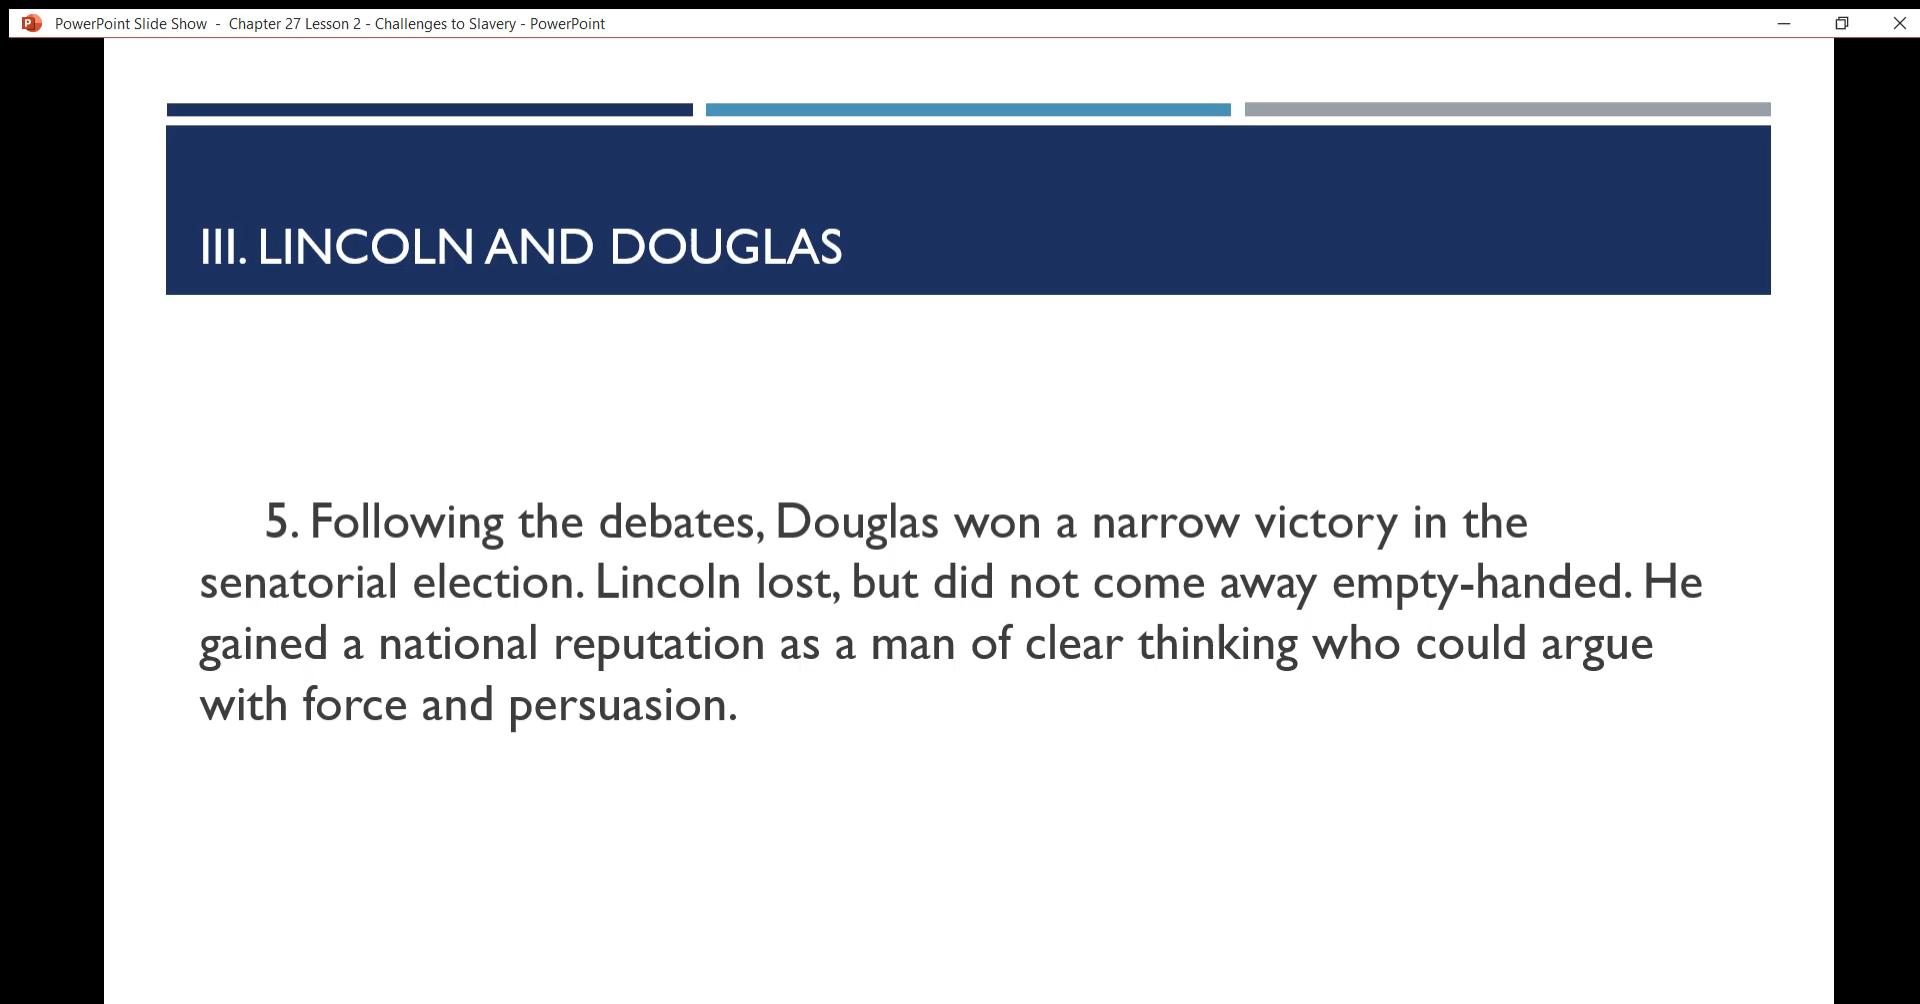 PowerPoint Slide Show - Chapter 27 Lesson 2 - Challenges to Slavery - PowerPoint
III. LINCOLN AND DOUGLAS
5. Following the debates, Douglas won a narrow victory in the
senatorial election. Lincoln lost, but did not come away empty-handed. He
gained a national reputation as a man of clear thinking who could argue
with force and persuasion.